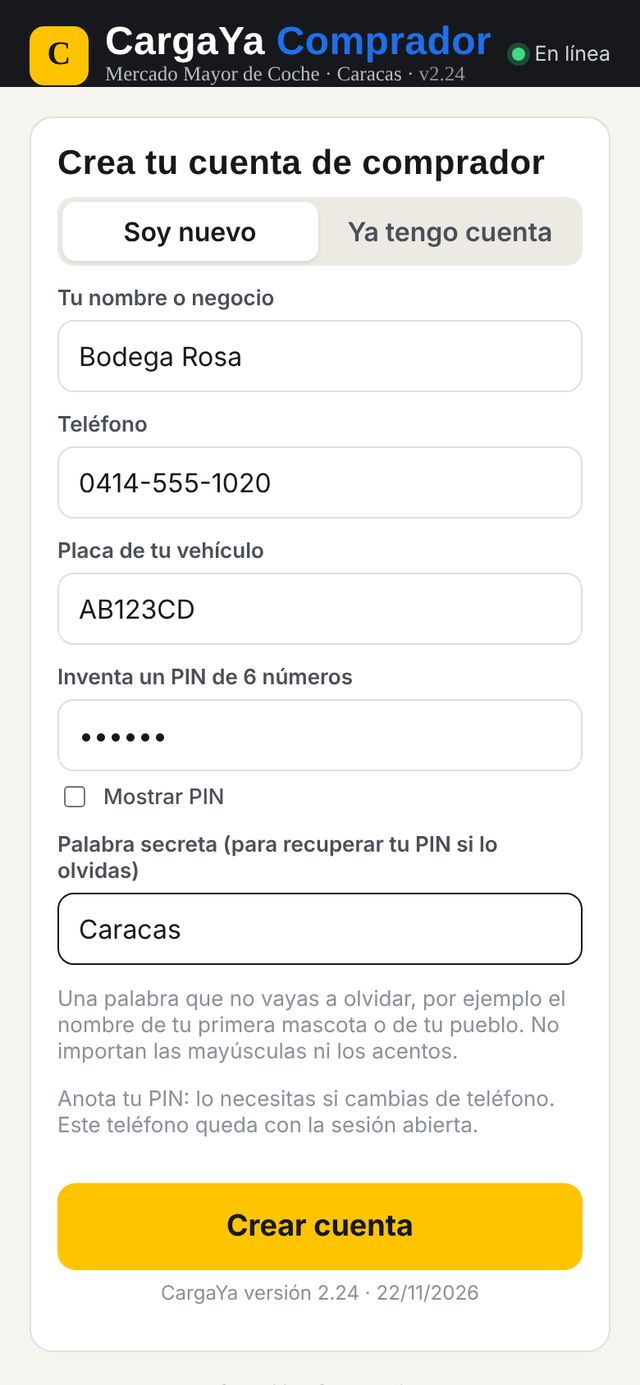 C
CargaYa Comprador
Mercado Mayor de Coche · Caracas · v2.24
En línea
Crea tu cuenta de comprador
Soy nuevo
Ya tengo cuenta
Tu nombre o negocio
Bodega Rosa
Teléfono
0414-555-1020
Placa de tu vehículo
AB123CD
Inventa un PIN de 6 números
••••••
Mostrar PIN
Palabra secreta (para recuperar tu PIN si lo
olvidas)
Caracas
Una palabra que no vayas a olvidar, por ejemplo el
nombre de tu primera mascota o de tu pueblo. No
importan las mayúsculas ni los acentos.
Anota tu PIN: lo necesitas si cambias de teléfono.
Este teléfono queda con la sesión abierta.
Crear cuenta
CargaYa versión 2.24 · 22/11/2026